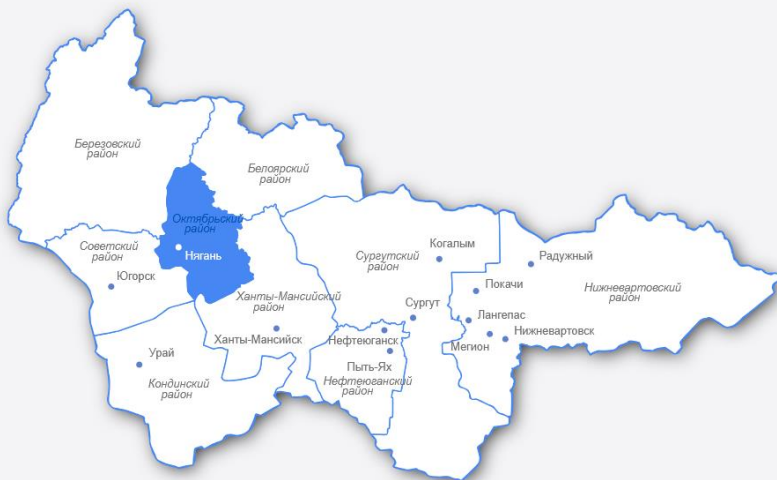 Березовский
район
Белоярский
район
Октябрьский
район
Нягань
Советский
район
Югорск
Когалым
Сургутский
район
Радужный
Покачи
Нижневартовский
район
Ханты-Мансийский
район
Сургут
Лангепас
Ханты-Мансийск
Нефтеюганск
Мегион
Нижневартовск
Урай
Пыть-Ях
Кондинский
район
Нефтеюганский
район